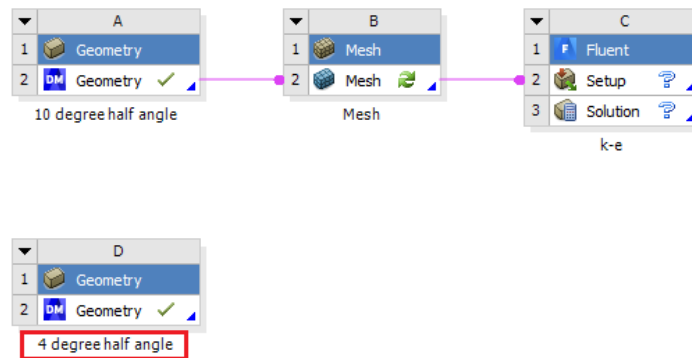 A
1 Geometry
2 DM Geometry
10 degree half angle
B
1 Mesh
2 Mesh
Mesh
C
1 F Fluent
2 Setup ?
3 Solution ?
k-e
D
1 Geometry
2 DM Geometry
4 degree half angle